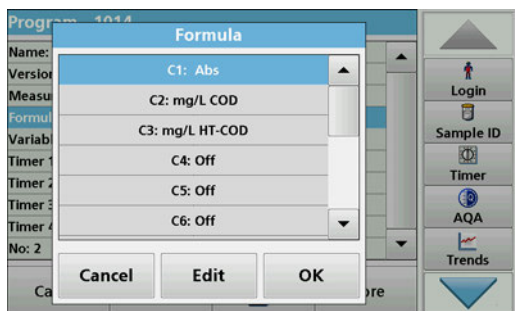 Program 1014
Formula
Name:
Version
Measu
Formul
Variabl
Timer 1
Timer 2
Timer 3
Timer 4
No: 2
C1: Abs
C2: mg/L COD
C3: mg/L HT-COD
C4: Off
C5: Off
C6: Off
Cancel
Edit
OK
Ca
ore
Login
Sample ID
Timer
AQA
Trends